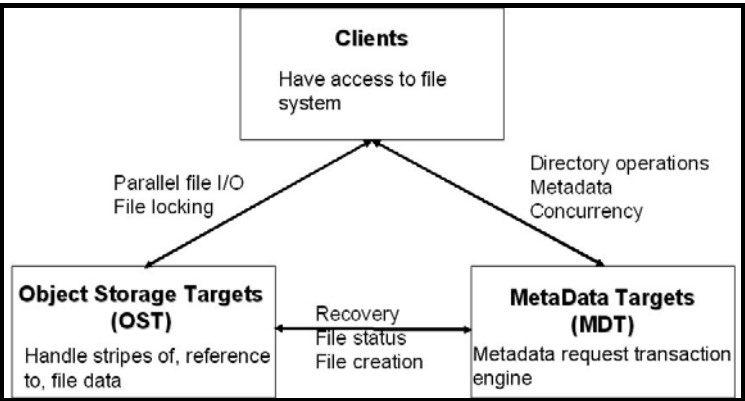 Clients
Have access to file
system
Parallel file I/O
File locking
Directory operations
Metadata
Concurrency
Object Storage Targets
(OST)
Handle stripes of, reference
to, file data
Recovery
File status
File creation
MetaData Targets
(MDT)
Metadata request transaction
engine